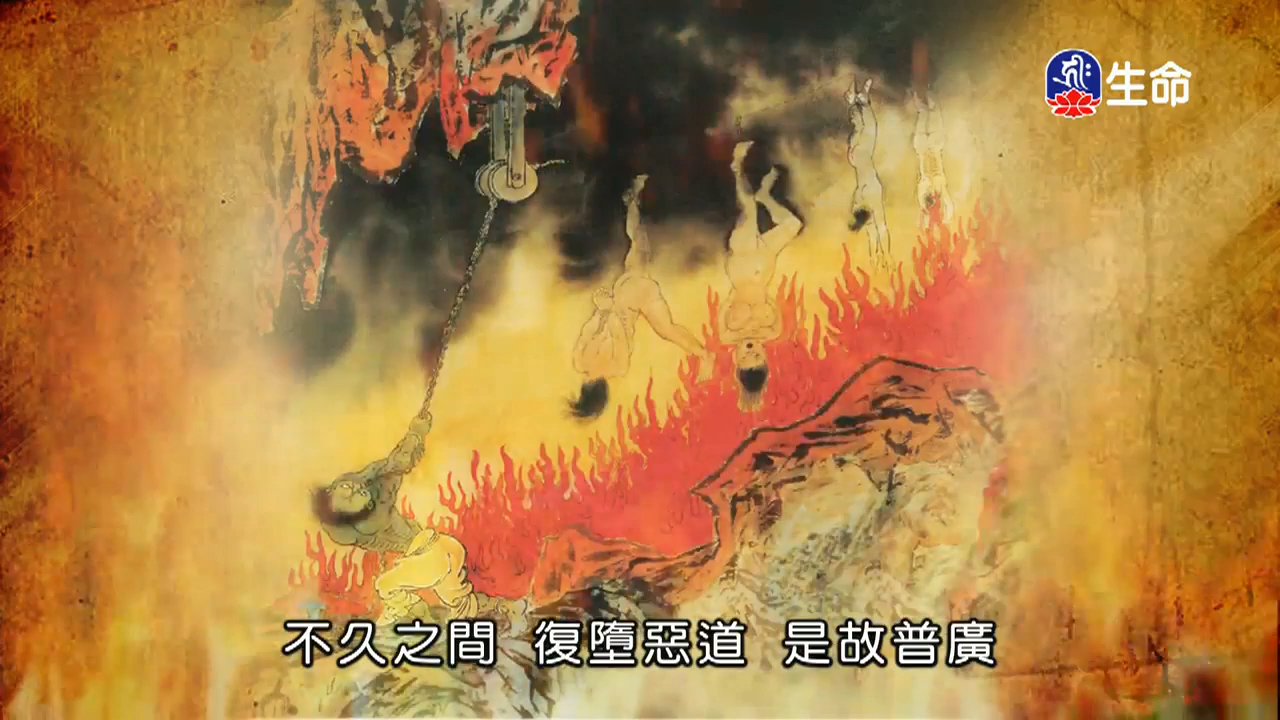 生命
不久之間 復墮惡道 是故普廣